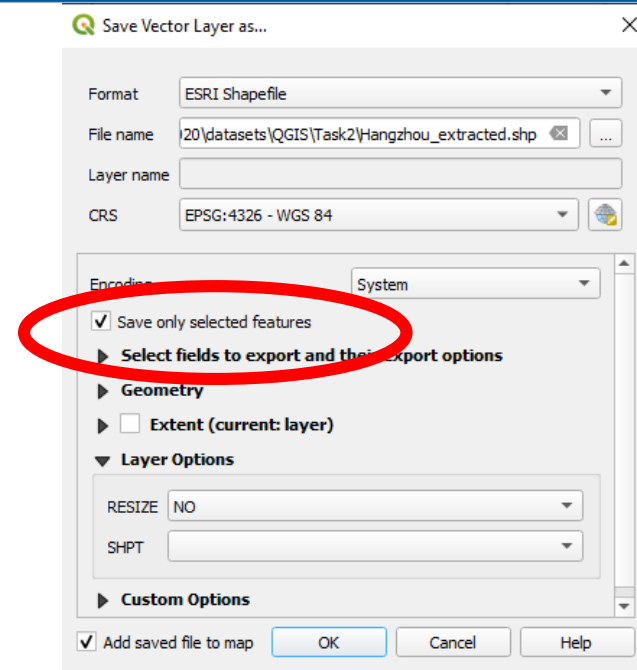 Save Vector Layer as...
Format ESRI Shapefile
File name 20\datasets\QGIS\Task2\Hangzhou_extracted.shp ...
Layer name
CRS EPSG:4326 - WGS 84
Encoding System
Save only selected features
Select fields to export and their export options
Geometry
Extent (current: layer)
Layer Options
RESIZE NO
SHPT
Custom Options
Add saved file to map OK Cancel Help